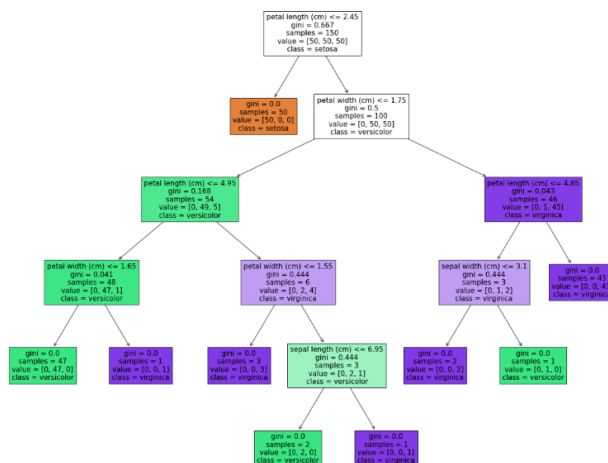 petal length (cm) <= 2.45
gini = 0.667
samples = 150
value = [50, 50, 50]
class = setosa
gini = 0.0
samples = 50
value = [50, 0, 0]
class = setosa
petal width (cm) <= 1.75
gini = 0.5
samples = 100
value = [0, 50, 50]
class = versicolor
petal length (cm) <= 4.95
gini = 0.168
samples = 54
value = [0, 49, 5]
class = versicolor
petal length (cm) <= 4.85
gini = 0.043
samples = 46
value = [0, 1, 45]
class = virginica
petal width (cm) <= 1.65
gini = 0.041
samples = 48
value = [0, 47, 1]
class = versicolor
petal width (cm) <= 1.55
gini = 0.444
samples = 6
value = [0, 2, 4]
class = virginica
sepal width (cm) <= 3.1
gini = 0.444
samples = 3
value = [0, 1, 2]
class = virginica
gini = 0.0
samples = 43
value = [0, 0, 43]
class = virginica
gini = 0.0
samples = 47
value = [0, 47, 0]
class = versicolor
gini = 0.0
samples = 1
value = [0, 0, 1]
class = virginica
gini = 0.0
samples = 3
value = [0, 0, 3]
class = virginica
sepal length (cm) <= 6.95
gini = 0.444
samples = 3
value = [0, 2, 1]
class = versicolor
gini = 0.0
samples = 2
value = [0, 0, 2]
class = virginica
gini = 0.0
samples = 1
value = [0, 1, 0]
class = versicolor
gini = 0.0
samples = 2
value = [0, 2, 0]
class = versicolor
gini = 0.0
samples = 1
value = [0, 0, 1]
class = virginica